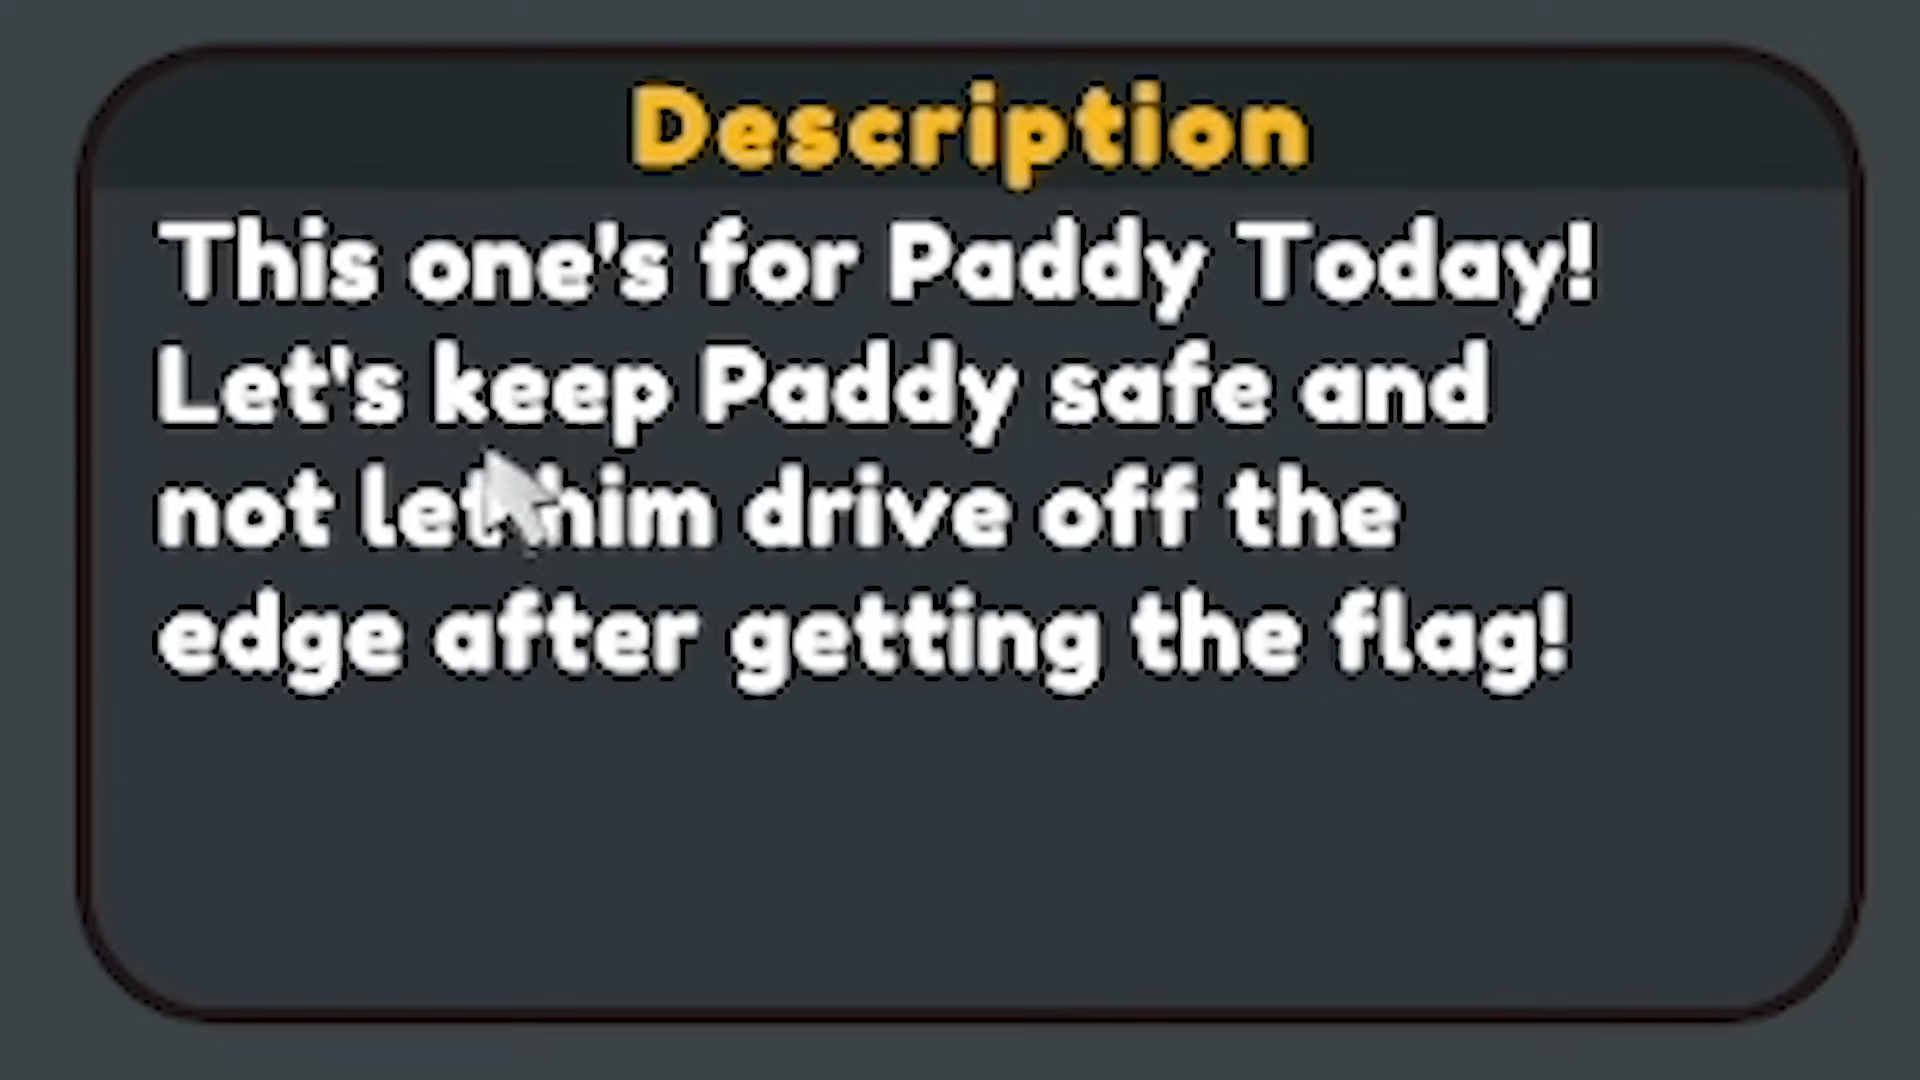 Description
This one's for Paddy Today!
Let's keep Paddy safe and
not let him drive off the
edge after getting the flag!